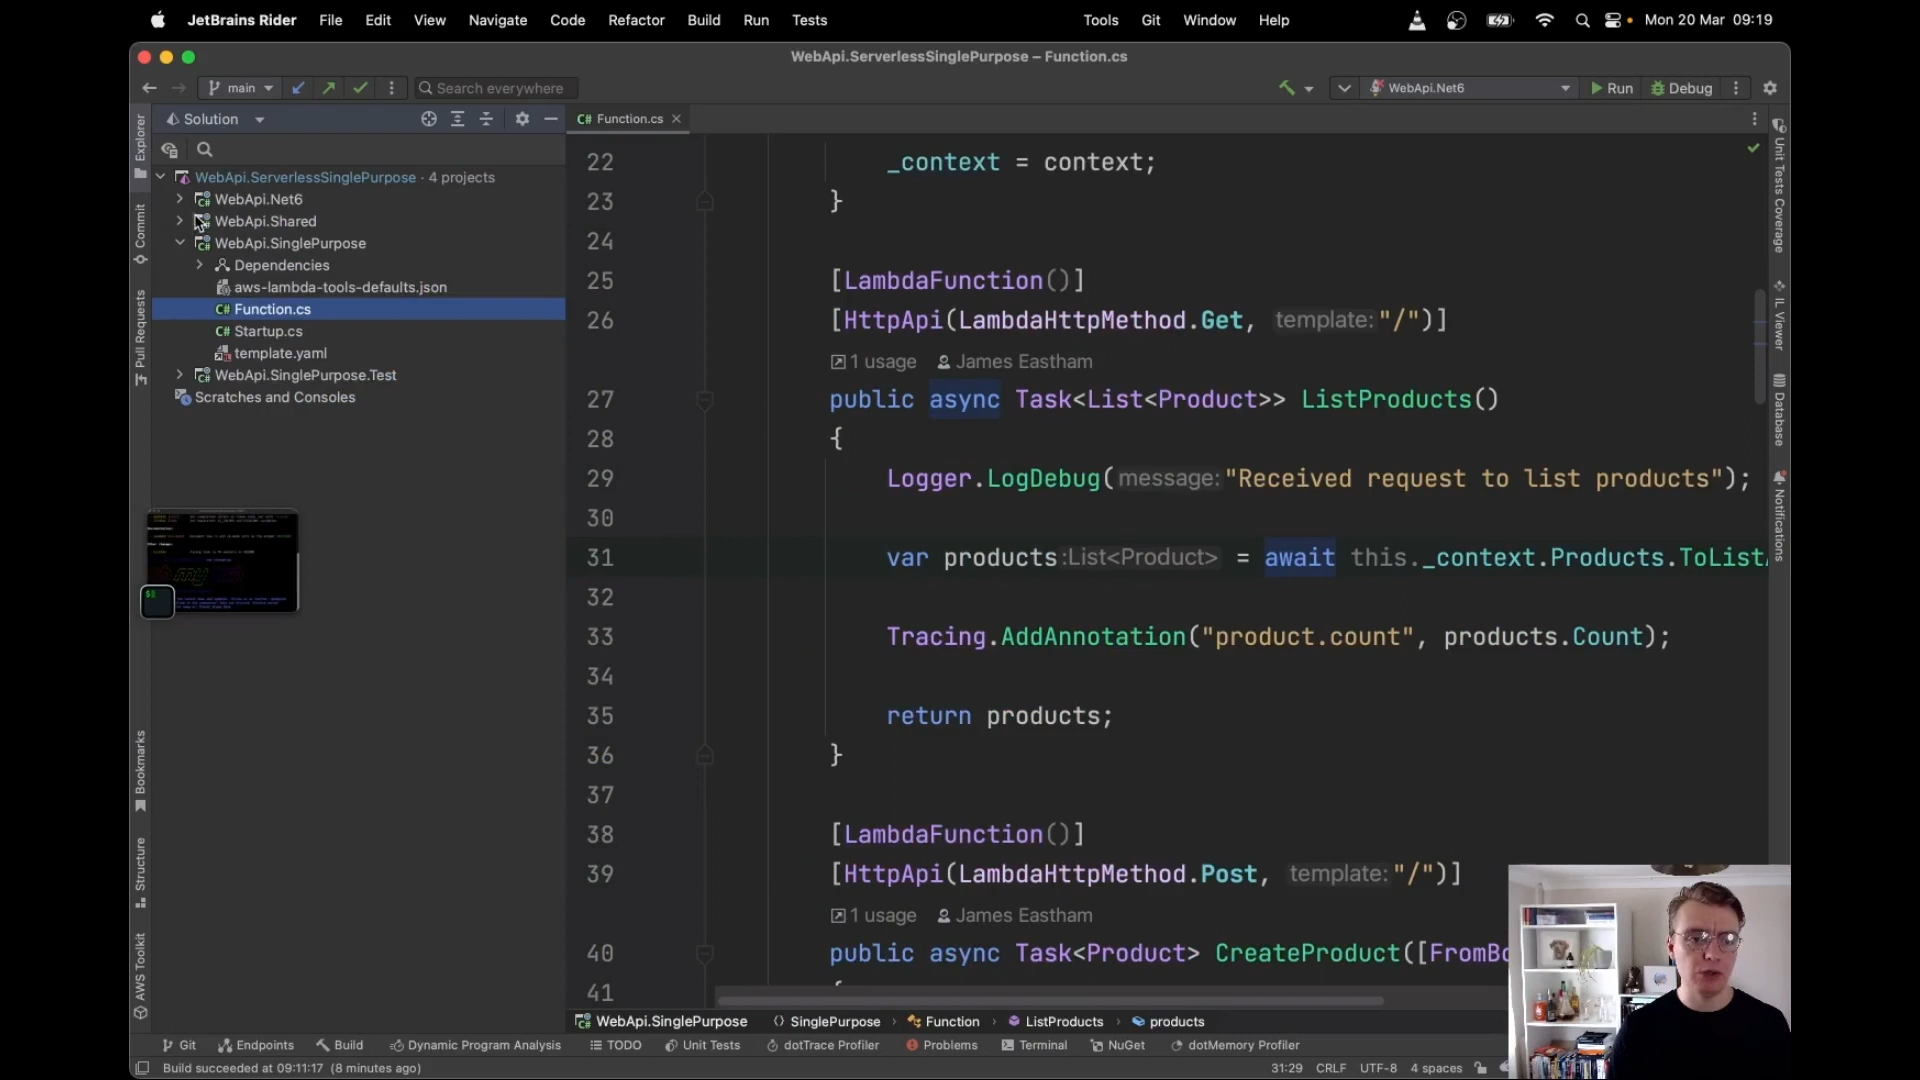 JetBrains Rider File Edit View Navigate Code Refactor Build Run Tests Tools Git Window Help Mon 20 Mar 09:19
WebApi.ServerlessSinglePurpose – Function.cs
main Search everywhere WebApi.Net6 Run Debug
Solution
Function.cs
WebApi.ServerlessSinglePurpose · 4 projects
WebApi.Net6
WebApi.Shared
WebApi.SinglePurpose
Dependencies
aws-lambda-tools-defaults.json
Function.cs
Startup.cs
template.yaml
WebApi.SinglePurpose.Test
Scratches and Consoles
Explorer
Commit
Pull Requests
Bookmarks
Structure
AWS Toolkit
22 _context = context;
23 }
24
25 [LambdaFunction()]
26 [HttpApi(LambdaHttpMethod.Get, template:"/")]
1 usage James Eastham
27 public async Task<List<Product>> ListProducts()
28 {
29 Logger.LogDebug(message:"Received request to list products");
30
31 var products:List<Product> = await this._context.Products.ToList
32
33 Tracing.AddAnnotation("product.count", products.Count);
34
35 return products;
36 }
37
38 [LambdaFunction()]
39 [HttpApi(LambdaHttpMethod.Post, template:"/")]
1 usage James Eastham
40 public async Task<Product> CreateProduct([FromBo
41 {
Unit Tests Coverage
IL Viewer
Database
Notifications
WebApi.SinglePurpose SinglePurpose Function ListProducts products
Git Endpoints Build Dynamic Program Analysis TODO Unit Tests dotTrace Profiler Problems Terminal NuGet dotMemory Profiler
Build succeeded at 09:11:17 (8 minutes ago) 31:29 CRLF UTF-8 4 spaces